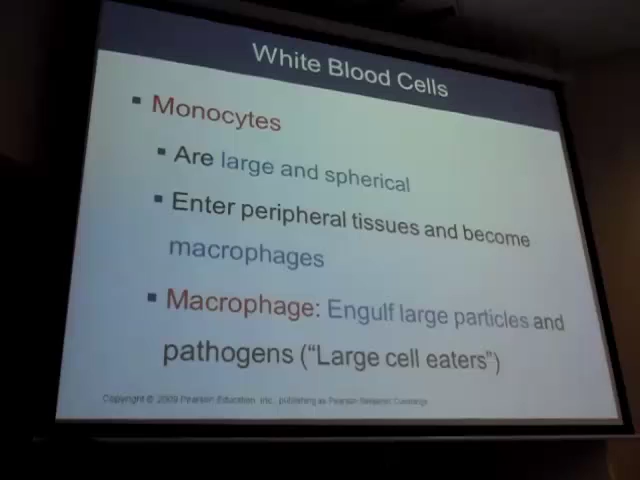 White Blood Cells
▪ Monocytes
▪ Are large and spherical
▪ Enter peripheral tissues and become
macrophages
▪ Macrophage: Engulf large particles and
pathogens (“Large cell eaters”)
Copyright © 2009 Pearson Education, Inc., publishing as Pearson Benjamin Cummings